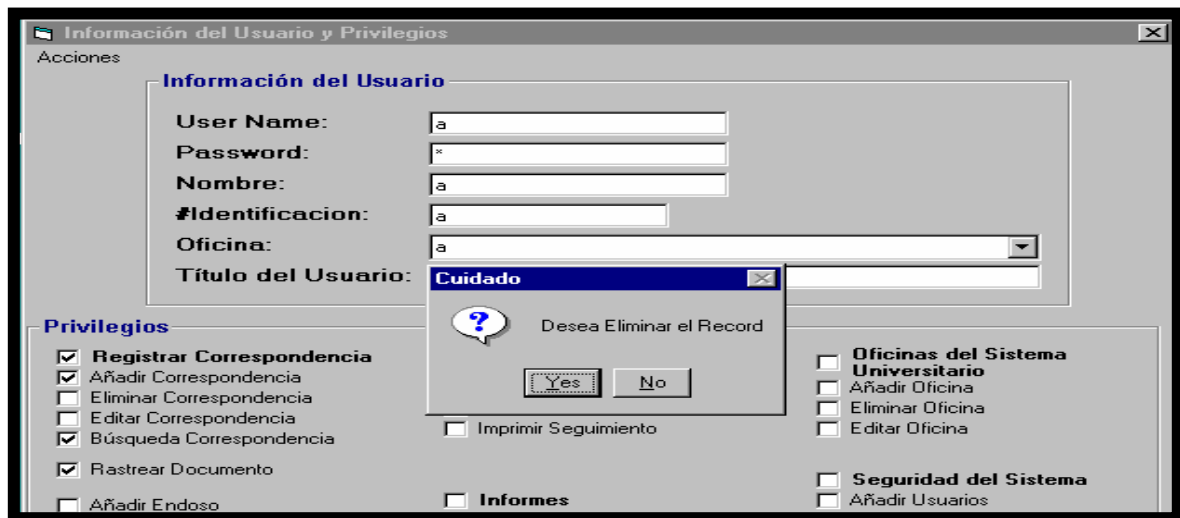 Información del Usuario y Privilegios
Acciones
Información del Usuario
User Name: a
Password: *
Nombre: a
#Identificacion: a
Oficina: a
Título del Usuario:
Cuidado
Desea Eliminar el Record
Yes No
Privilegios
Registrar Correspondencia
Añadir Correspondencia
Eliminar Correspondencia
Editar Correspondencia
Búsqueda Correspondencia
Rastrear Documento
Añadir Endoso
Imprimir Seguimiento
Informes
Oficinas del Sistema
Universitario
Añadir Oficina
Eliminar Oficina
Editar Oficina
Seguridad del Sistema
Añadir Usuarios